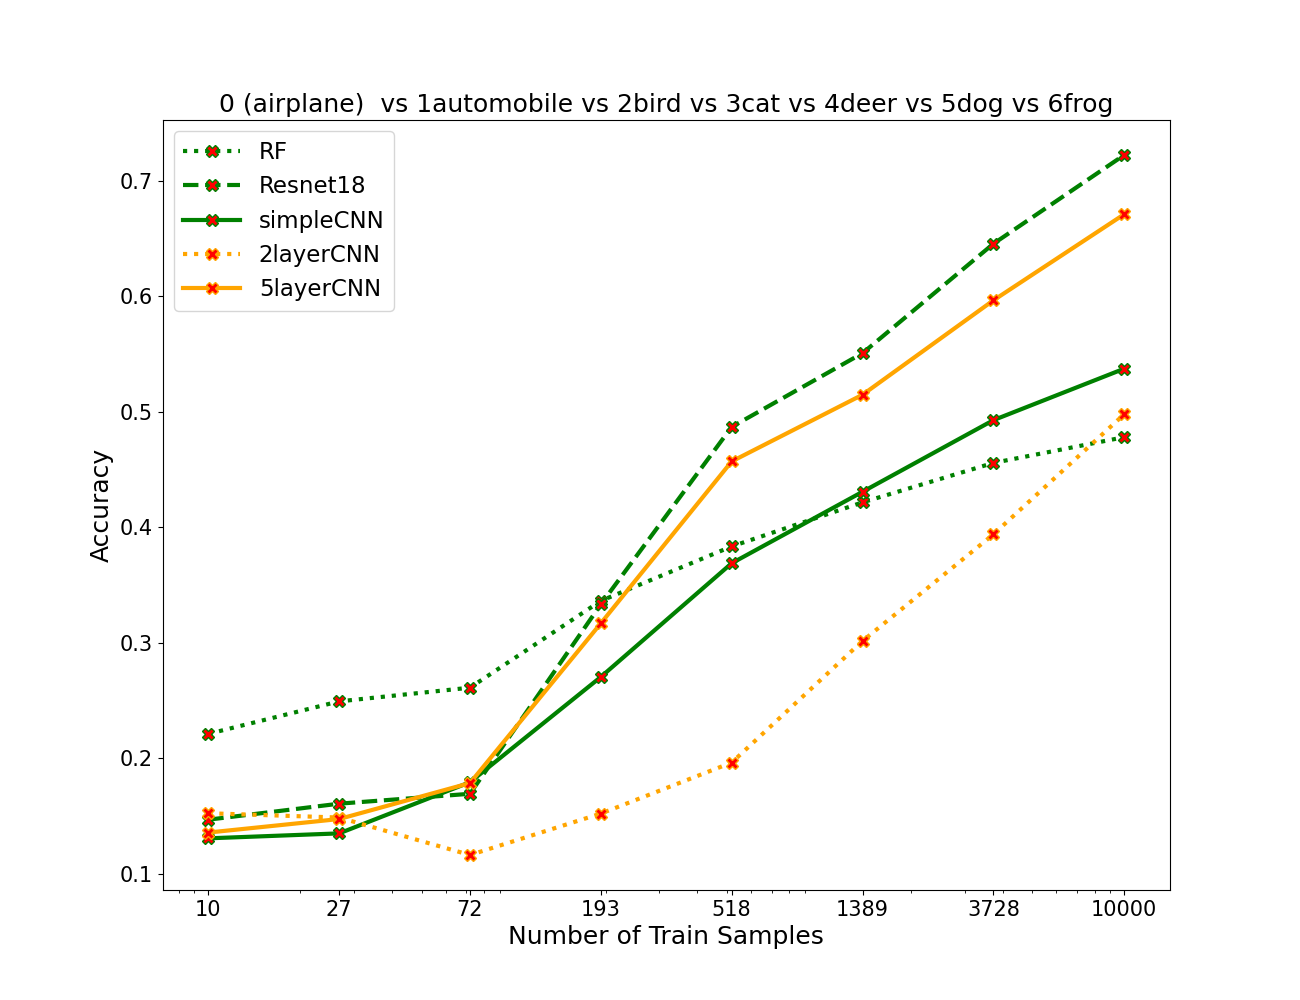 0 (airplane)  vs 1automobile vs 2bird vs 3cat vs 4deer vs 5dog vs 6frog
RF
Resnet18
simpleCNN
2layerCNN
5layerCNN
Accuracy
0.7
0.6
0.5
0.4
0.3
0.2
0.1
10 27 72 193 518 1389 3728 10000
Number of Train Samples